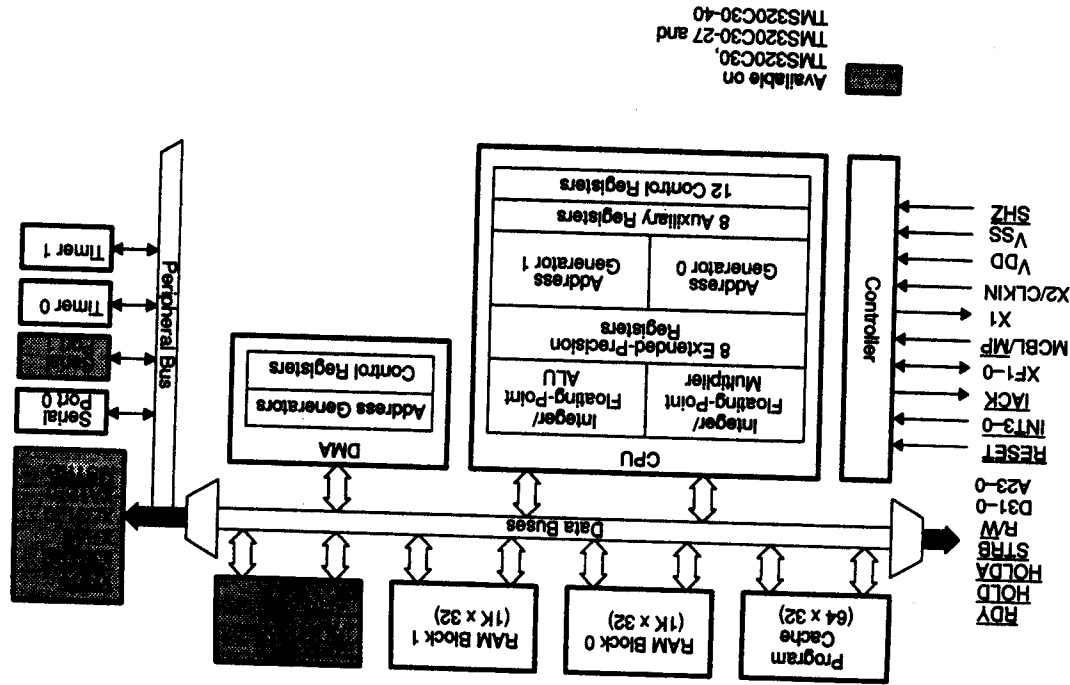 Program
Cache
(64 x 32)
RAM Block 0
(1K x 32)
RAM Block 1
(1K x 32)
RDY
HOLD
HOLDA
STRB
R/W
D31–0
A23–0
Data Buses
RESET
INT3–0
IACK
XF1–0
MCBL/MP
X1
X2/CLKIN
VDD
VSS
SHZ
Controller
CPU
Integer/
Floating-Point
Multiplier
Integer/
Floating-Point
ALU
8 Extended-Precision
Registers
Address
Generator 0
Address
Generator 1
8 Auxiliary Registers
12 Control Registers
DMA
Address Generators
Control Registers
Peripheral Bus
Serial
Port 0
Timer 0
Timer 1
Available on
TMS320C30,
TMS320C30-27 and
TMS320C30-40